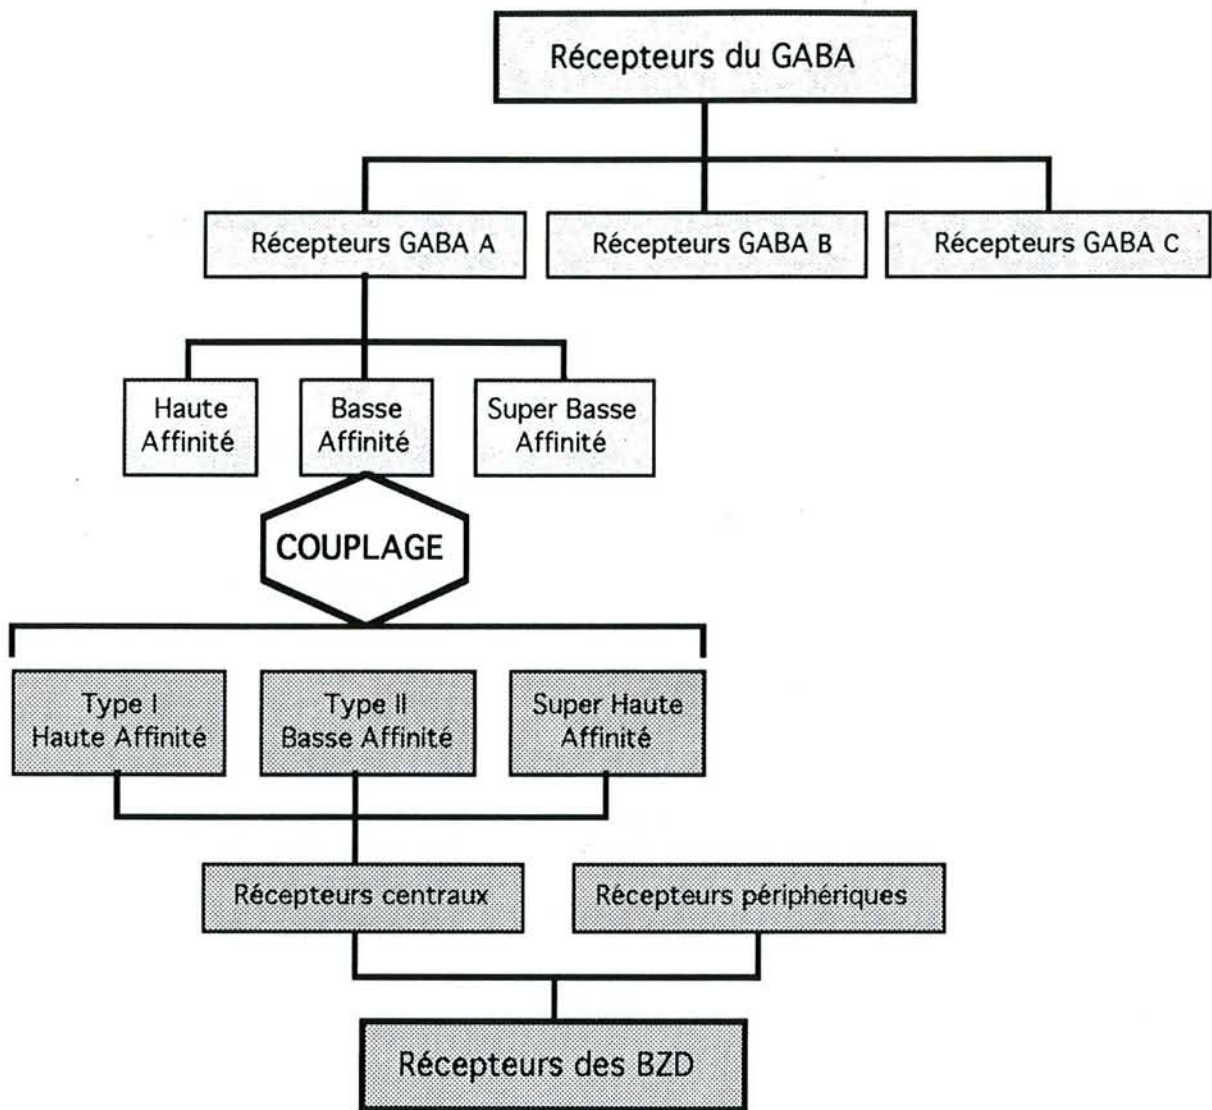 Récepteurs du GABA
Récepteurs GABA A
Récepteurs GABA B
Récepteurs GABA C
Haute
Affinité
Basse
Affinité
Super Basse
Affinité
COUPLAGE
Type I
Haute Affinité
Type II
Basse Affinité
Super Haute
Affinité
Récepteurs centraux
Récepteurs périphériques
Récepteurs des BZD